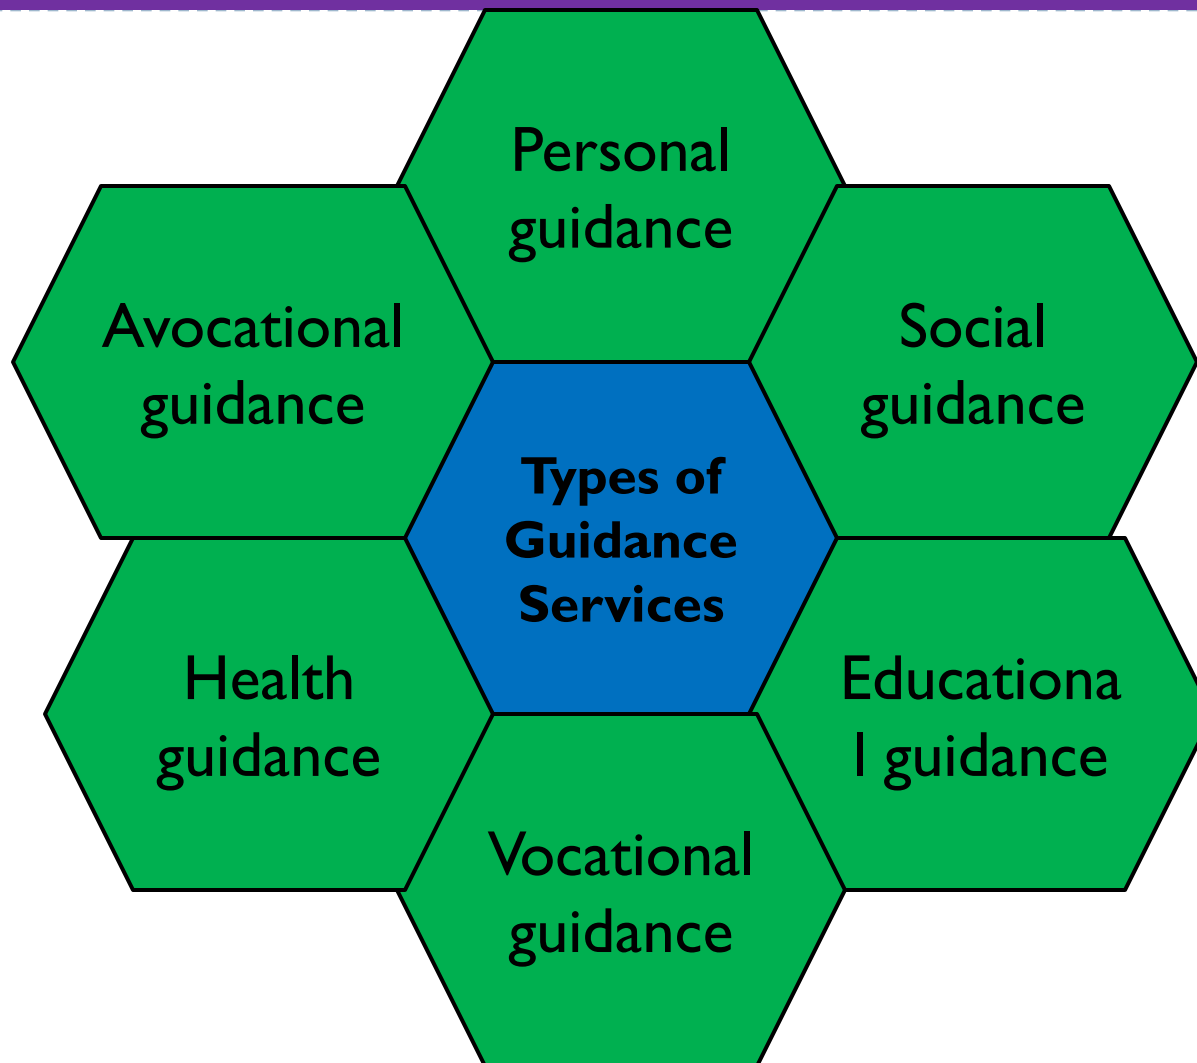 Personal
guidance
Avocational
guidance
Social
guidance
Types of
Guidance
Services
Health
guidance
Educationa
l guidance
Vocational
guidance